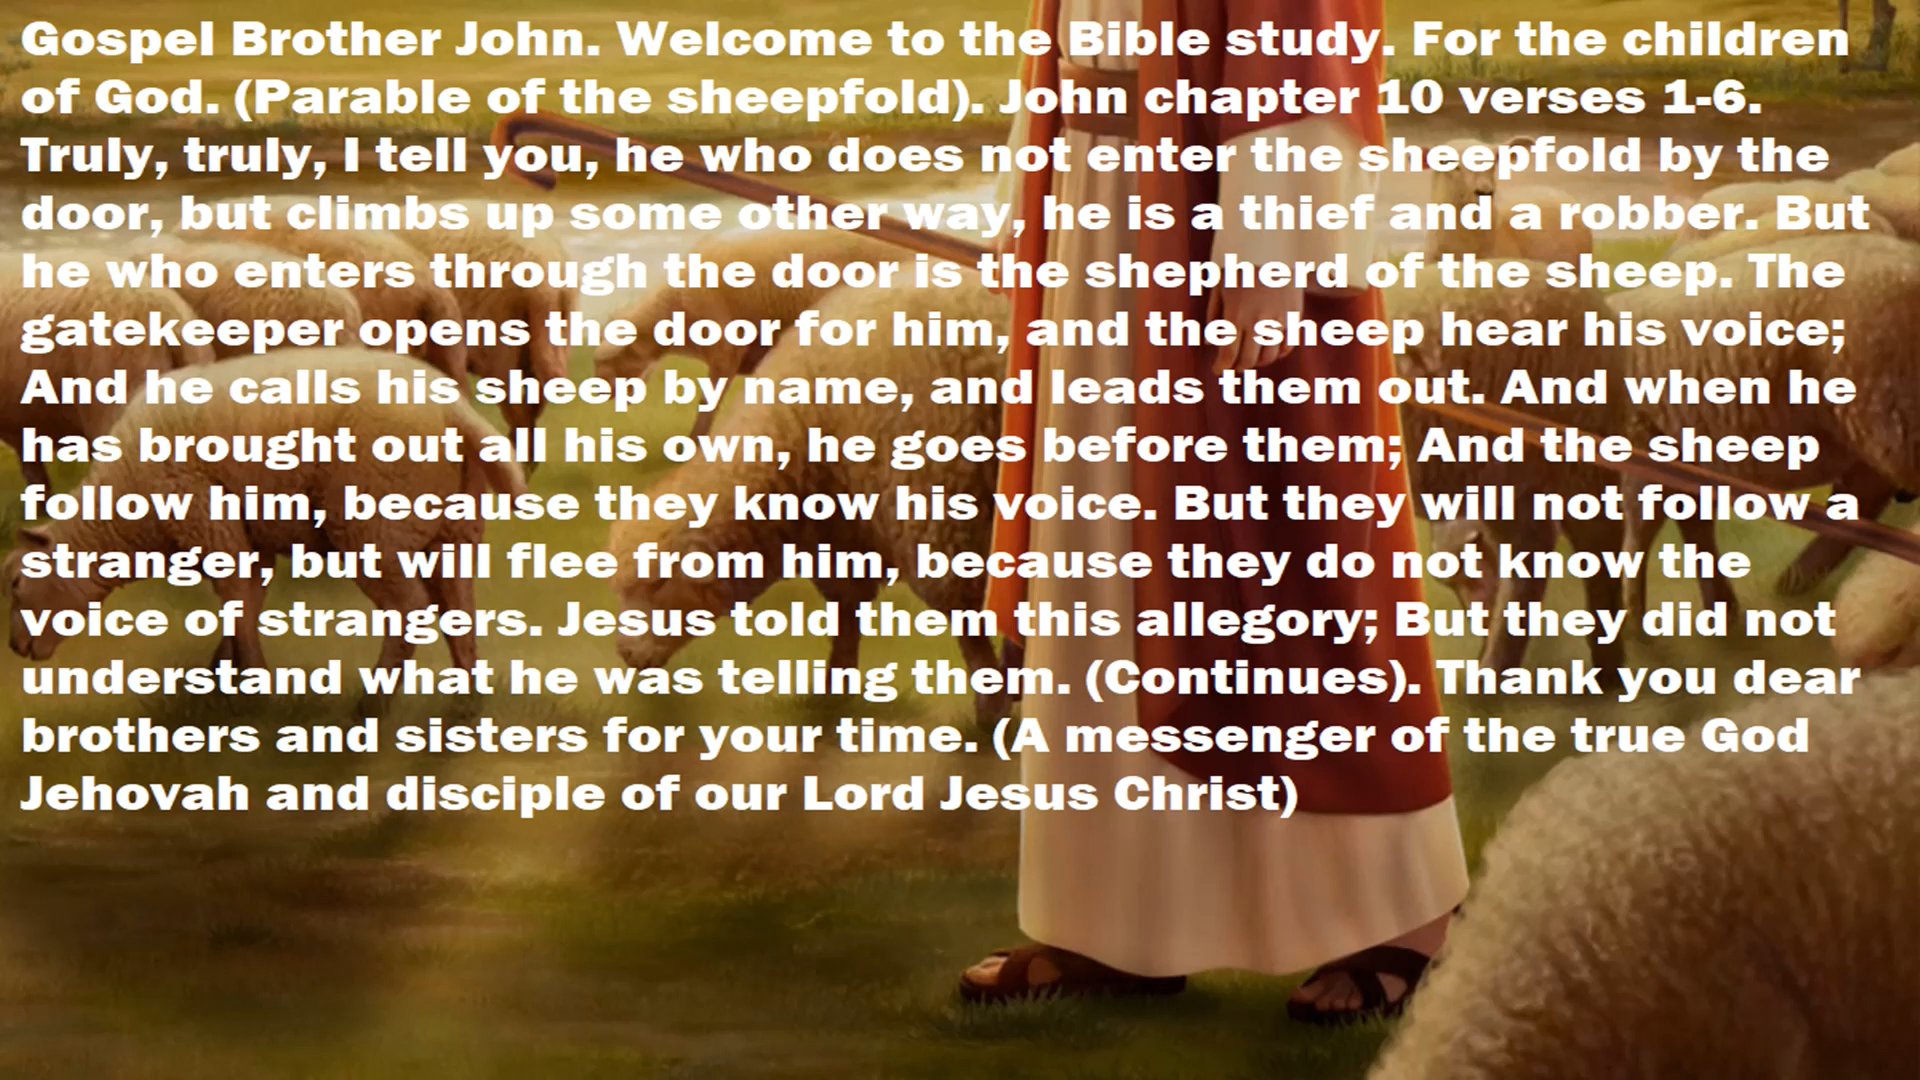 Gospel Brother John. Welcome to the Bible study. For the children
of God. (Parable of the sheepfold). John chapter 10 verses 1-6.
Truly, truly, I tell you, he who does not enter the sheepfold by the
door, but climbs up some other way, he is a thief and a robber. But
he who enters through the door is the shepherd of the sheep. The
gatekeeper opens the door for him, and the sheep hear his voice;
And he calls his sheep by name, and leads them out. And when he
has brought out all his own, he goes before them; And the sheep
follow him, because they know his voice. But they will not follow a
stranger, but will flee from him, because they do not know the
voice of strangers. Jesus told them this allegory; But they did not
understand what he was telling them. (Continues). Thank you dear
brothers and sisters for your time. (A messenger of the true God
Jehovah and disciple of our Lord Jesus Christ)